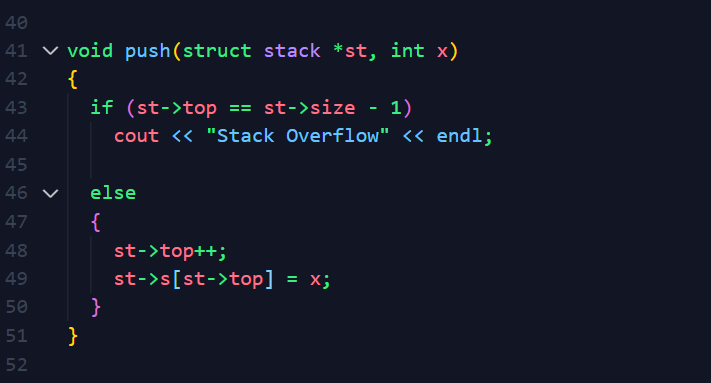 40
41 void push(struct stack *st, int x)
42 {
43 if (st->top == st->size - 1)
44 cout << "Stack Overflow" << endl;
45
46 else
47 {
48 st->top++;
49 st->s[st->top] = x;
50 }
51 }
52